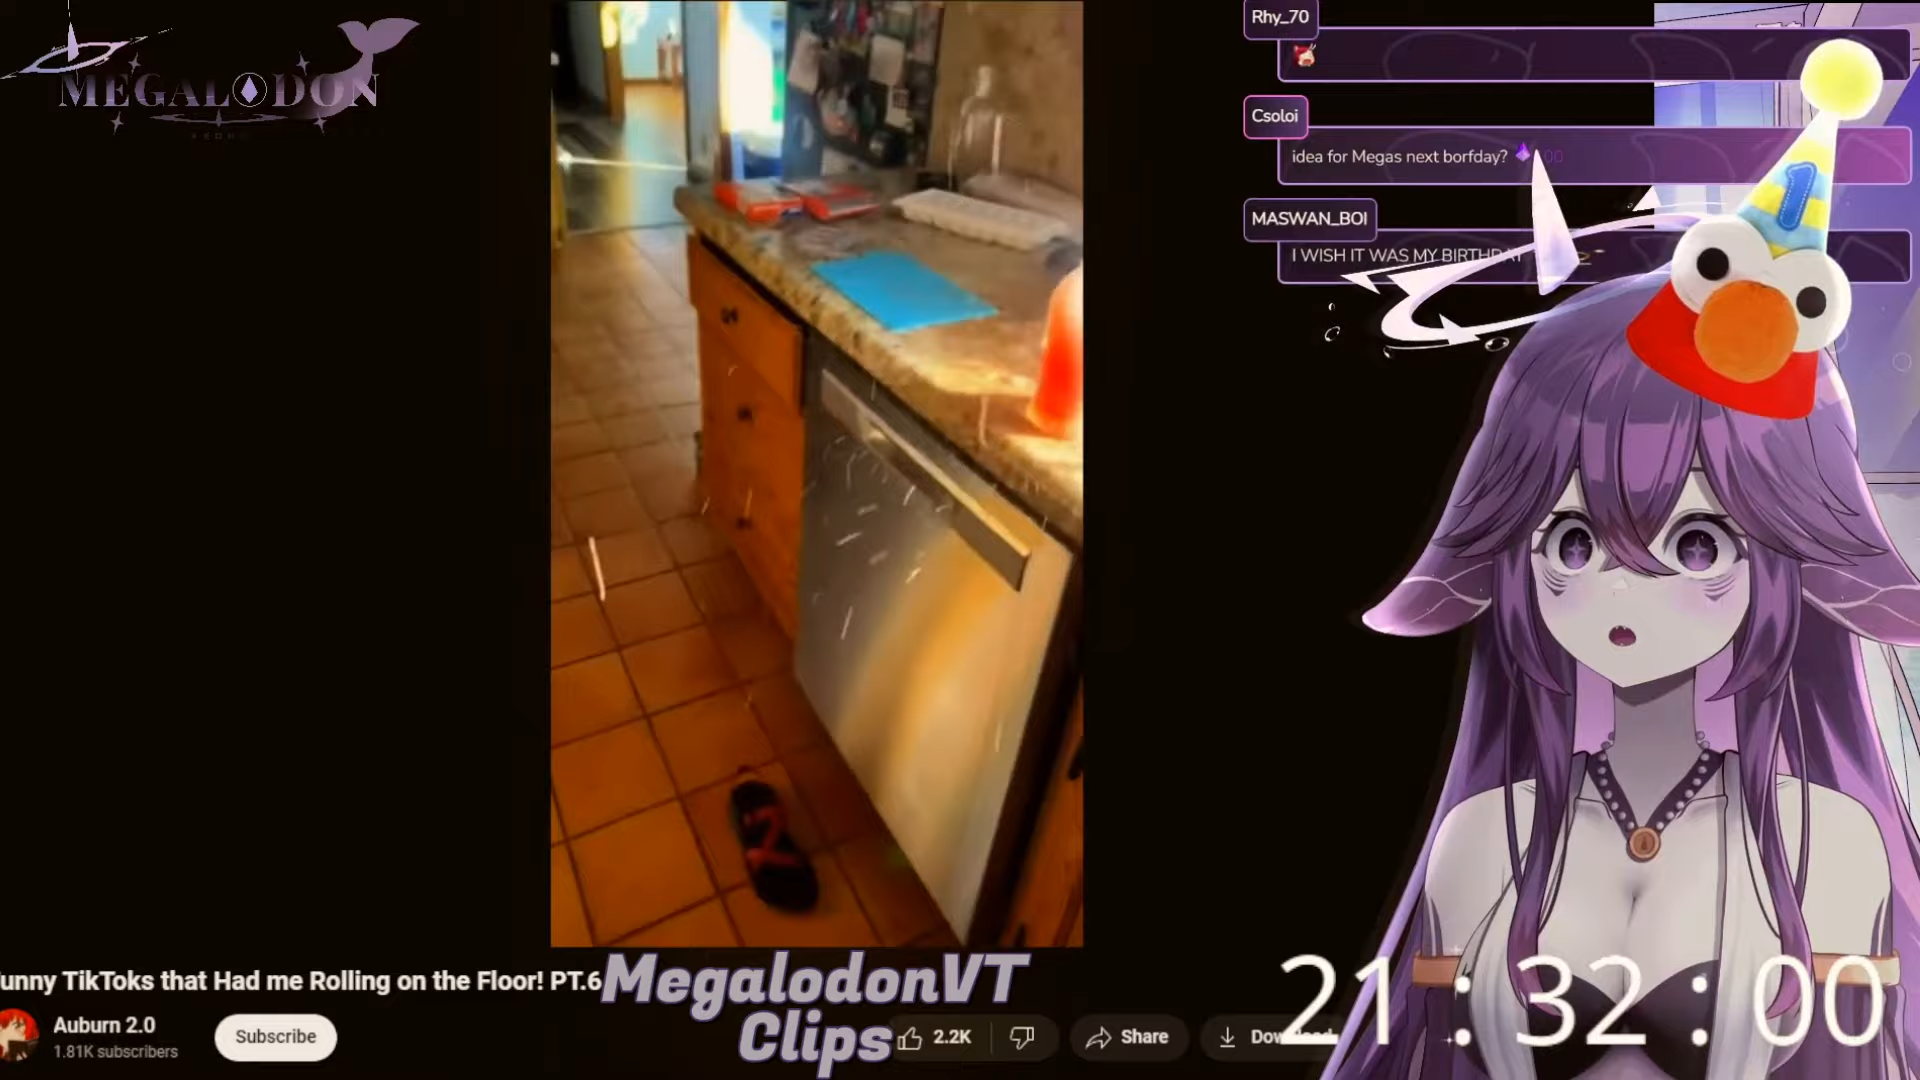 MEGALODON
Rhy_70
Csoloi
idea for Megas next borfday?
MASWAN_BOI
I WISH IT WAS MY BIRTHDAY
1
unny TikToks that Had me Rolling on the Floor! PT.6
MegalodonVT
Clips
Auburn 2.0
1.81K subscribers
Subscribe
2.2K
Share
21:32:00